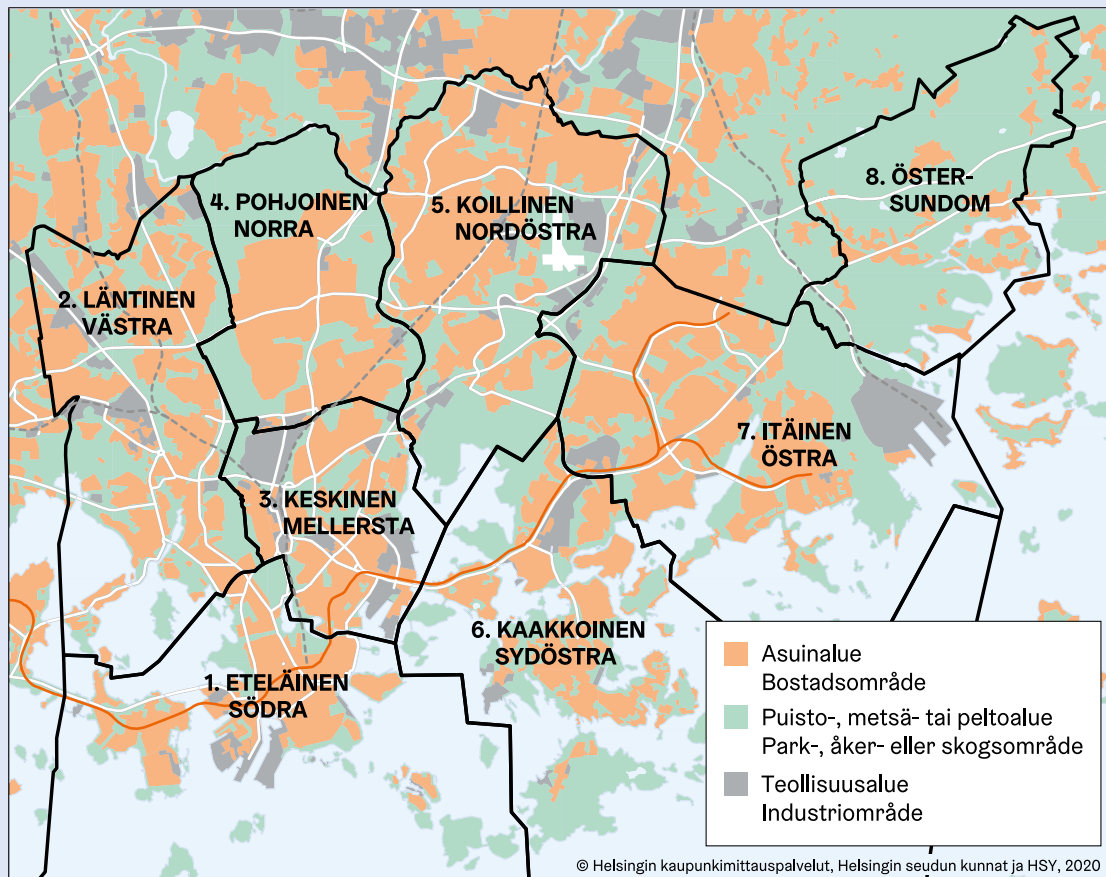 4. POHJOINEN
NORRA
5. KOILLINEN
NORDÖSTRA
8. ÖSTER-
SUNDOM
2. LÄNTINEN
VÄSTRA
7. ITÄINEN
ÖSTRA
3. KESKINEN
MELLERSTA
6. KAAKKOINEN
SYDÖSTRA
1. ETELÄINEN
SÖDRA
Asuinalue
Bostadsområde
Puisto-, metsä- tai peltoalue
Park-, åker- eller skogsområde
Teollisuusalue
Industriområde
© Helsingin kaupunkimittauspalvelut, Helsingin seudun kunnat ja HSY, 2020